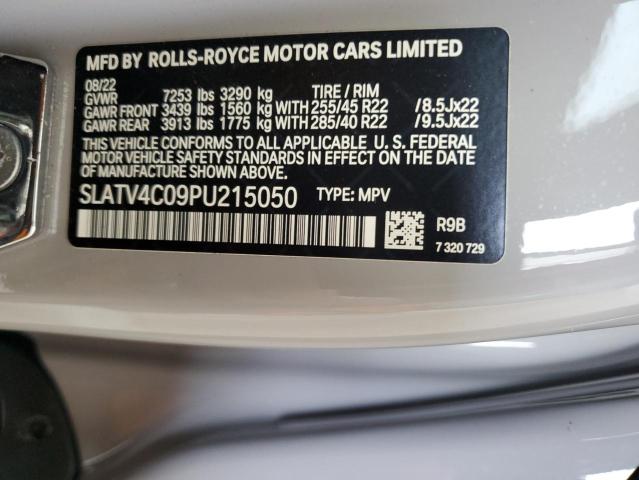 MFD BY ROLLS-ROYCE MOTOR CARS LIMITED
08/22
GVWR 7253 lbs 3290 kg TIRE / RIM
GAWR FRONT 3439 lbs 1560 kg WITH 255/45 R22 /8.5Jx22
GAWR REAR 3913 lbs 1775 kg WITH 285/40 R22 /9.5Jx22
THIS VEHICLE CONFORMS TO ALL APPLICABLE U. S. FEDERAL
MOTOR VEHICLE SAFETY STANDARDS IN EFFECT ON THE DATE OF
MANUFACTURE SHOWN ABOVE.
SLATV4C09PU215050 TYPE: MPV
R9B
7 320 729